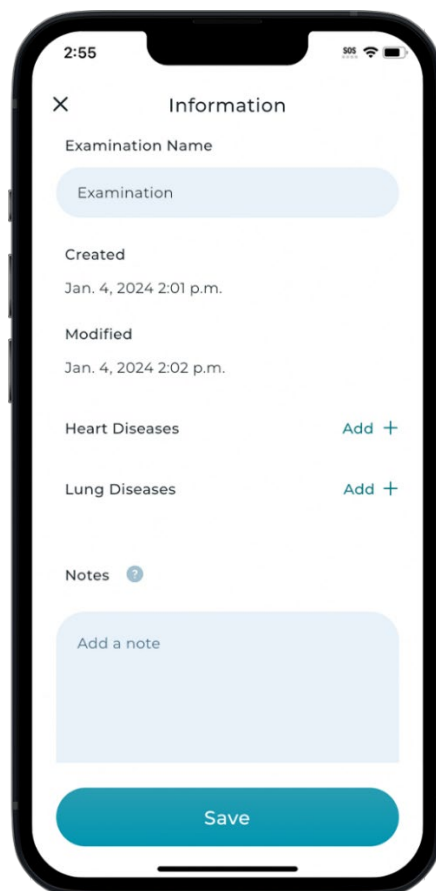 2:55
SOS
Information
Examination Name
Examination
Created
Jan. 4, 2024 2:01 p.m.
Modified
Jan. 4, 2024 2:02 p.m.
Heart Diseases Add +
Lung Diseases Add +
Notes ?
Add a note
Save